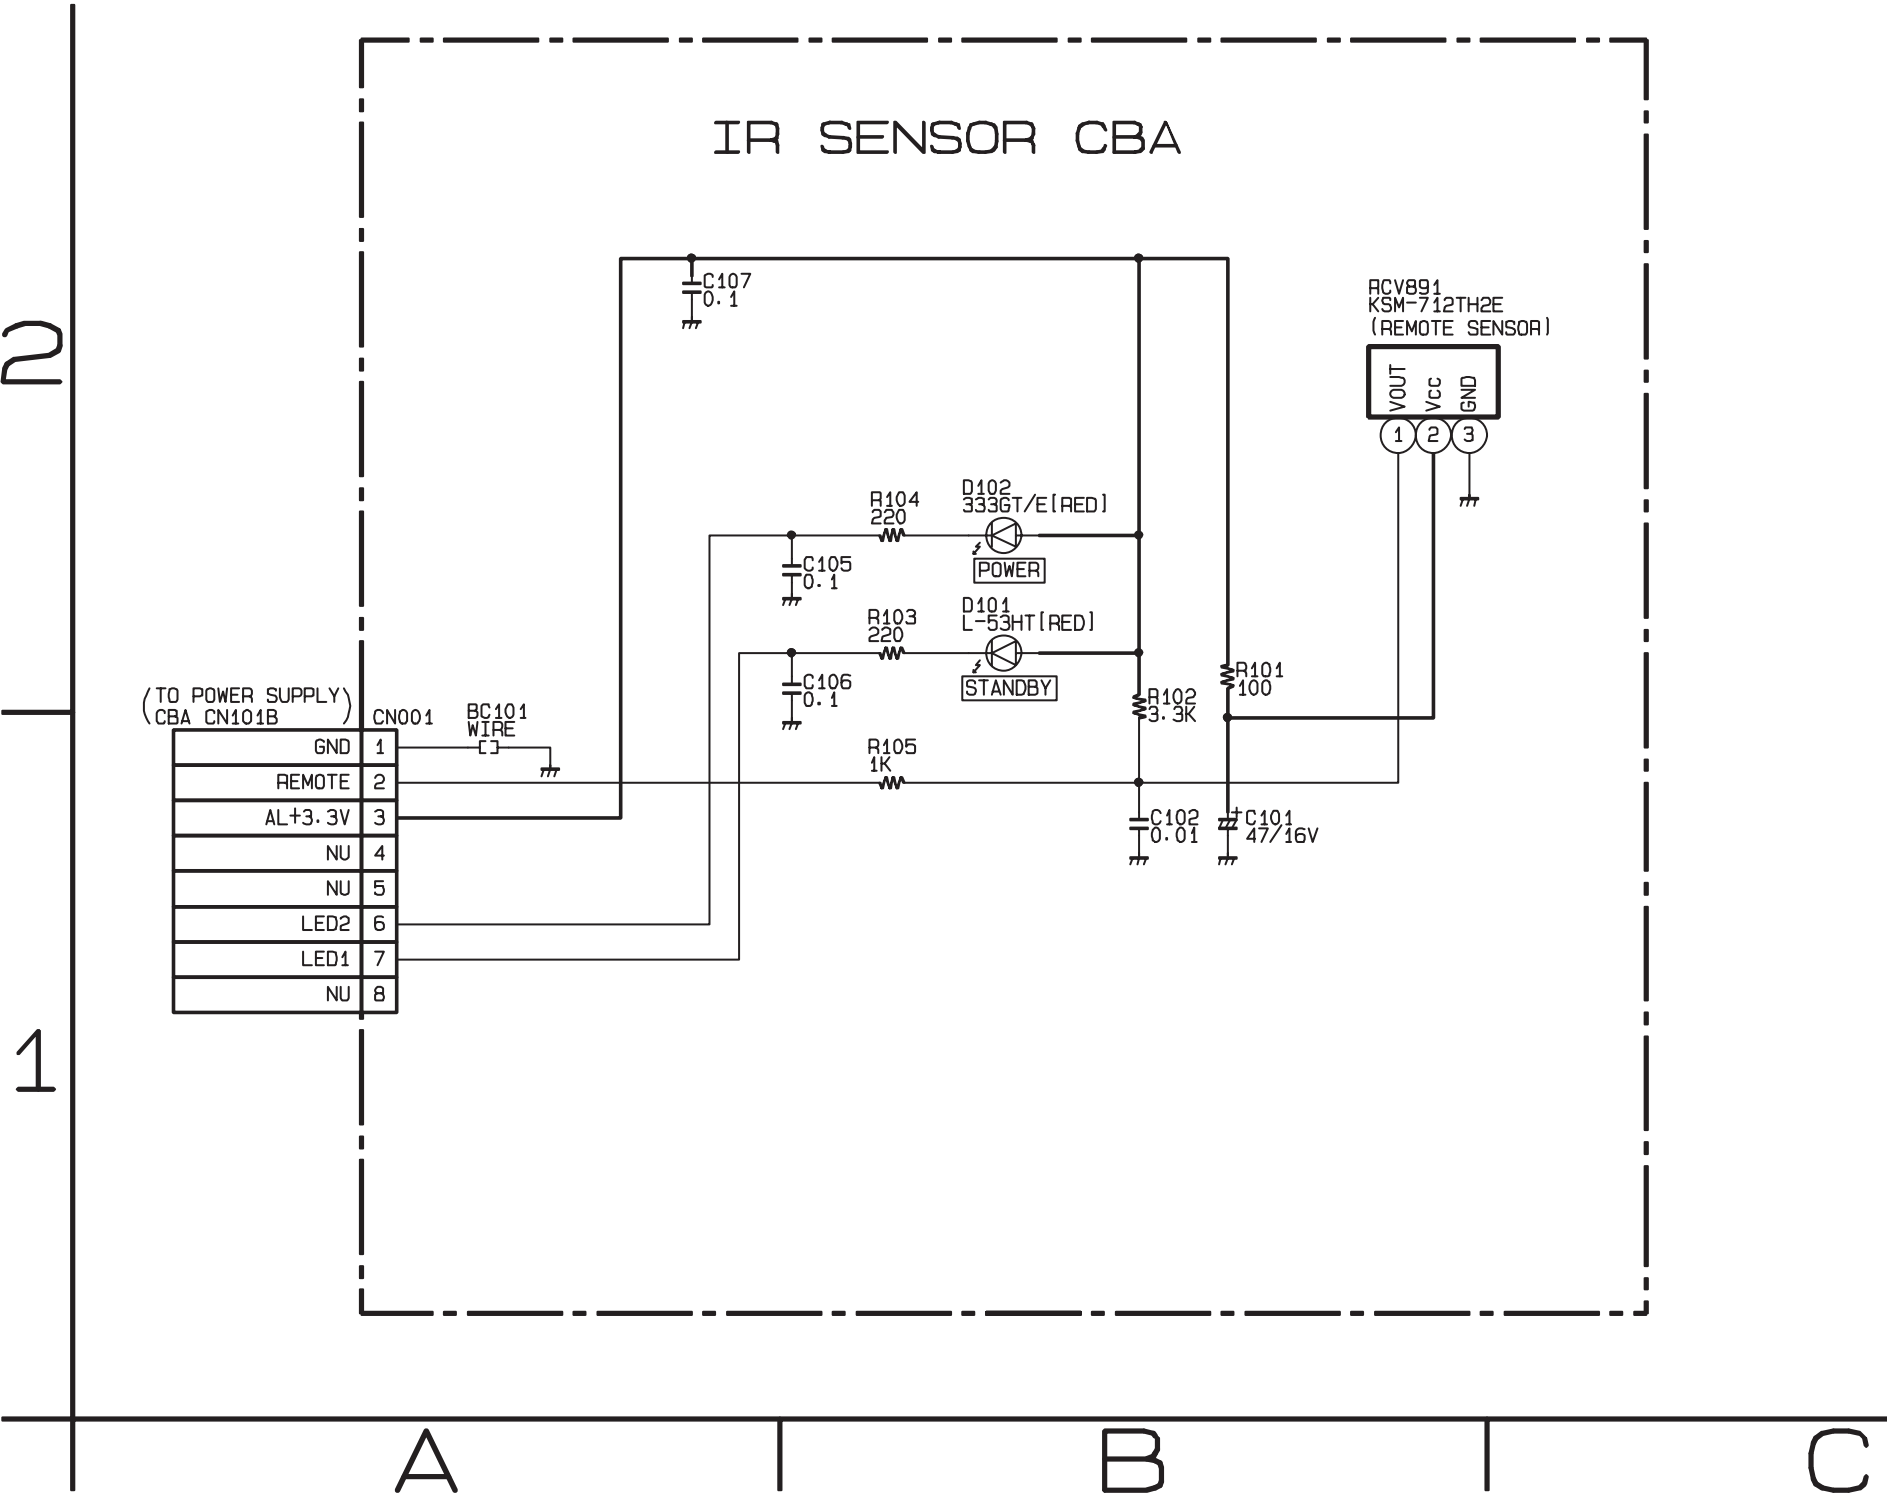 IR SENSOR CBA
C107
0.1
RCV891
KSM-712TH2E
(REMOTE SENSOR)
VOUT
Vcc
GND
1
2
3
2
R104
220
D102
333GT/E[RED]
POWER
C105
0.1
R103
220
D101
L-53HT[RED]
STANDBY
C106
0.1
R101
100
R102
3.3K
(TO POWER SUPPLY)
(CBA CN101B )
CN001
BC101
WIRE
GND 1
REMOTE 2
AL+3.3V 3
NU 4
NU 5
LED2 6
LED1 7
NU 8
R105
1K
C102
0.01
+C101
47/16V
1
A
B
C